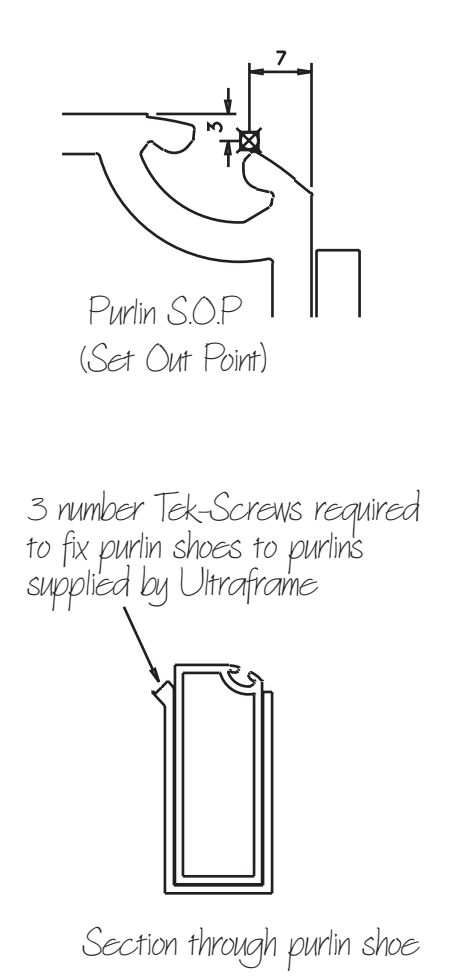 7
3
Purlin S.O.P
(Set Out Point)
3 number Tek-Screws required
to fix purlin shoes to purlins
supplied by Ultraframe
Section through purlin shoe